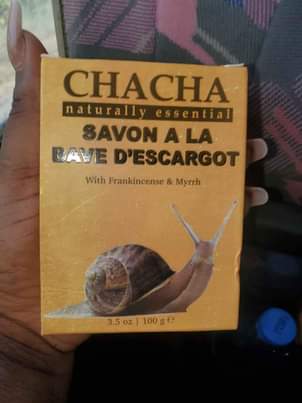 CHACHA
naturally essential
SAVON A LA
BAVE D'ESCARGOT
With Frankincense & Myrrh
3.5 oz | 100 g ℮